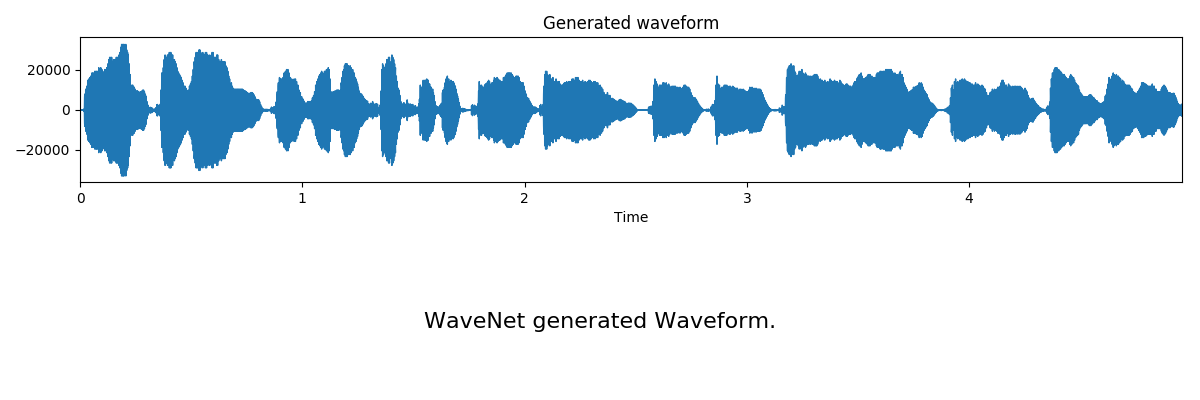 Generated waveform
20000
0
−20000
0 1 2 3 4
Time
WaveNet generated Waveform.